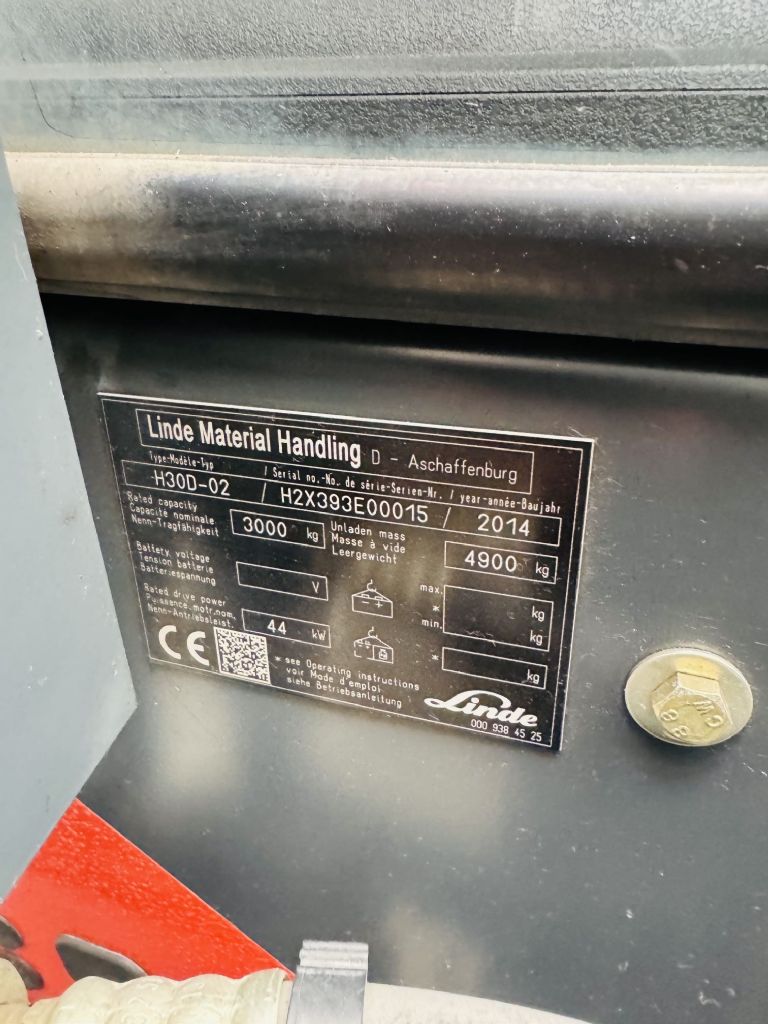 Linde Material Handling D - Aschaffenburg
Type-Modèle-Typ / Serial no.-No. de série-Serien-Nr. / year-année-Baujahr
H30D-02 / H2X393E00015 / 2014
Rated capacity
Capacité nominale
Nenn-Tragfähigkeit
3000 kg
Unladen mass
Masse à vide
Leergewicht
4900 kg
Battery voltage
Tension batterie
Batteriespannung
V
max.
*
min.
kg
kg
Rated drive power
Puissance motr.nom.
Nenn-Antriebsleist.
44 kW
*
kg
CE
* see Operating instructions
voir Mode d'emploi
siehe Betriebsanleitung
Linde
000 938 45 25
CW
8.8